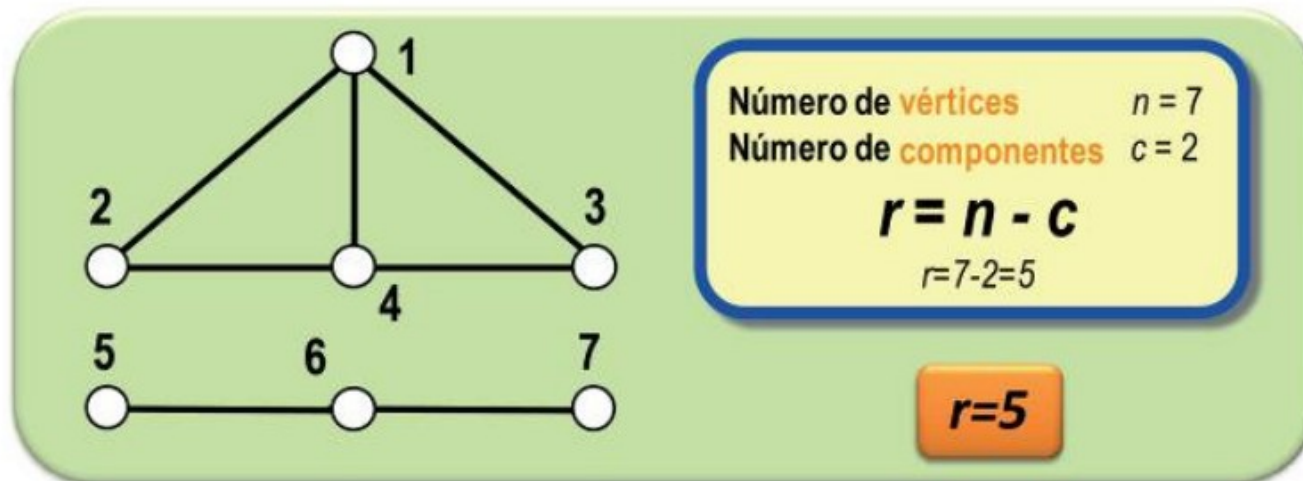 1
2
3
4
5
6
7
Número de vértices n = 7
Número de componentes c = 2
r = n - c
r=7-2=5
r=5